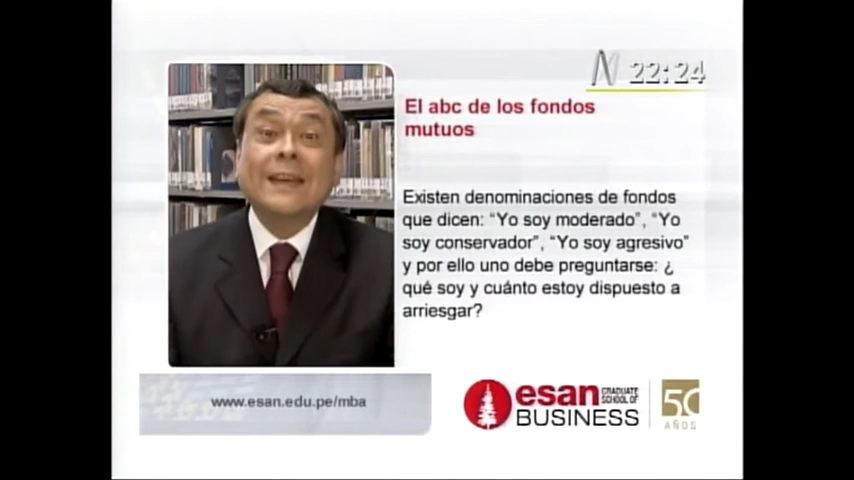 N 22:24
El abc de los fondos
mutuos
Existen denominaciones de fondos
que dicen: “Yo soy moderado”, “Yo
soy conservador”, “Yo soy agresivo”
y por ello uno debe preguntarse: ¿
qué soy y cuánto estoy dispuesto a
arriesgar?
www.esan.edu.pe/mba
esan GRADUATE
SCHOOL OF
BUSINESS
50
AÑOS